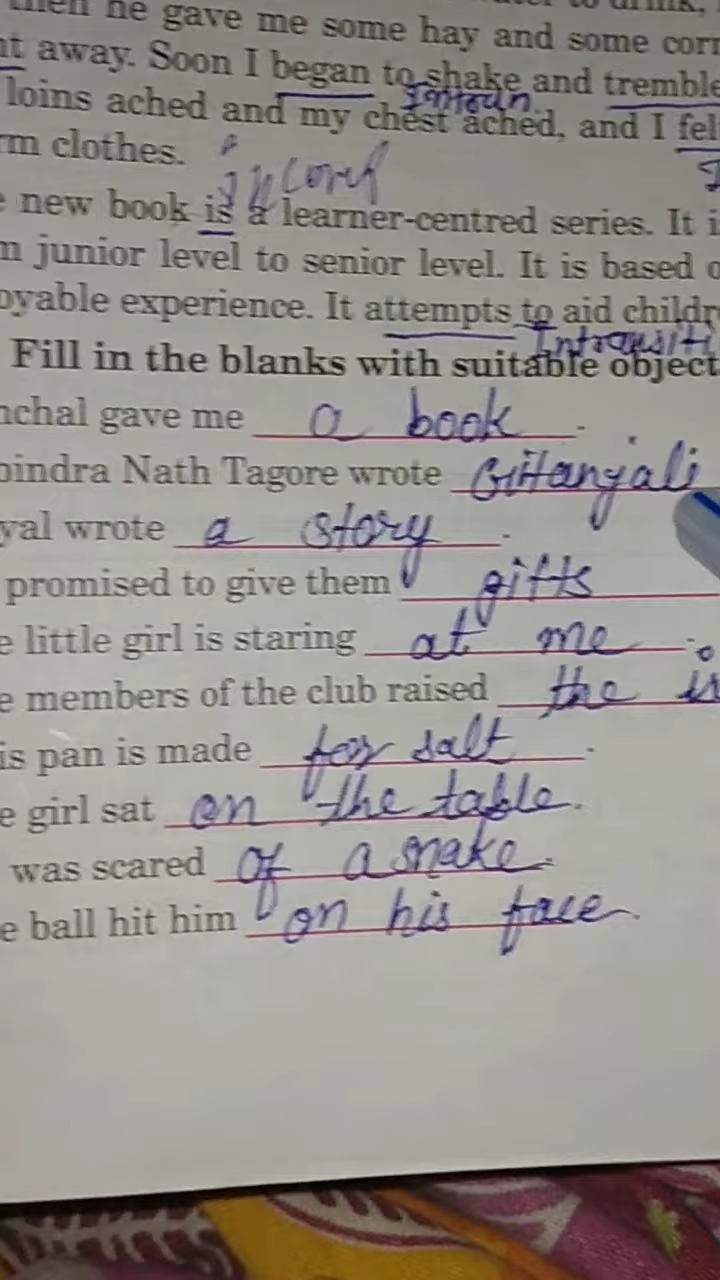 then he gave me some hay and some corn
away. Soon I began to shake and tremble
loins ached and my chest ached, and I fel
rm clothes.
new book is a learner-centred series. It i
m junior level to senior level. It is based o
oyable experience. It attempts to aid childr
Intransiti
Fill in the blanks with suitable object
nchal gave me a book.
bindra Nath Tagore wrote Gitanjali
yal wrote a story.
promised to give them gifts
e little girl is staring at me.
e members of the club raised the
is pan is made for salt.
e girl sat on the table.
was scared of a snake.
e ball hit him on his face.